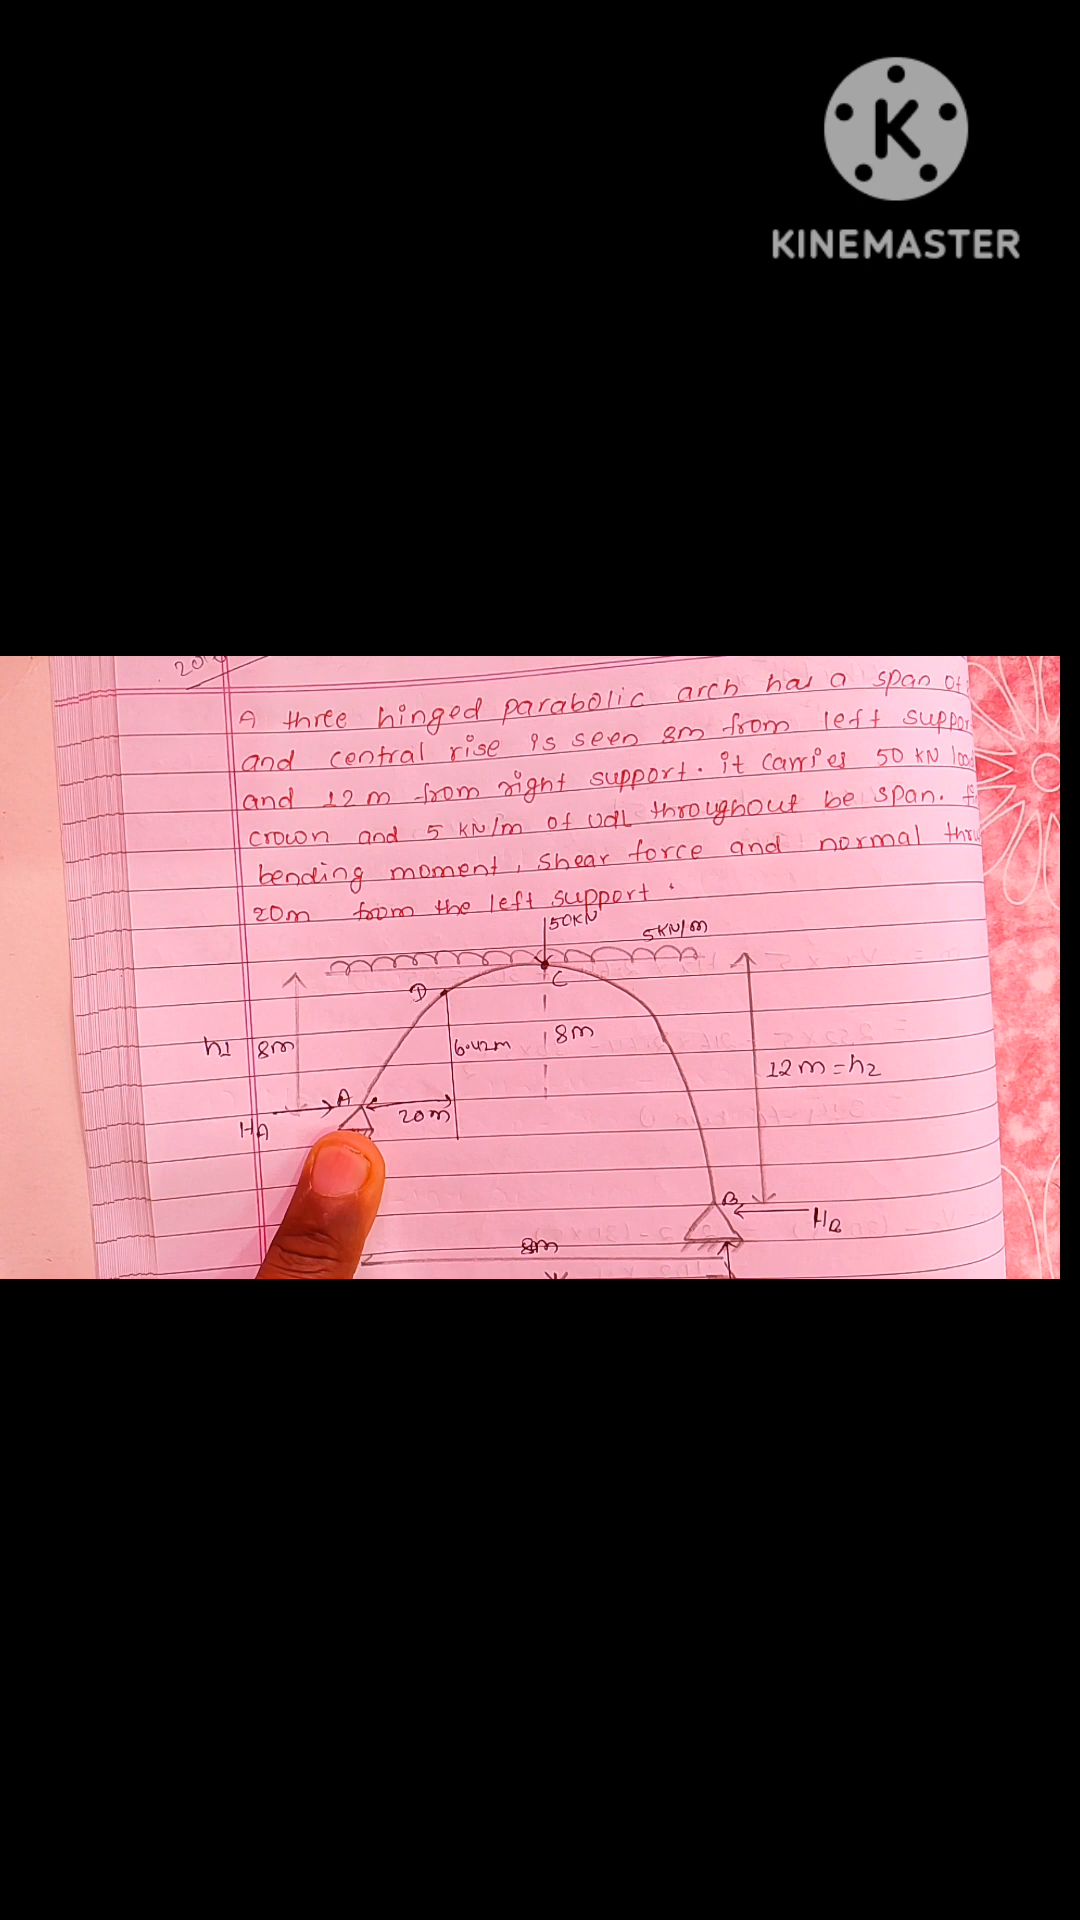 KINEMASTER
A three hinged parabolic arch has a span of
and central rise is seen 8m from left suppor
and 12 m from right support. it carries 50 KN loa
crown and 5 KN/m of udl throughout be span.
bending moment, shear force and normal thru
20m from the left support.
50KN
5KN/m
D
C
h1 8m
6.42m
8m
12m=h2
A
20m
HA
B
HB
8m